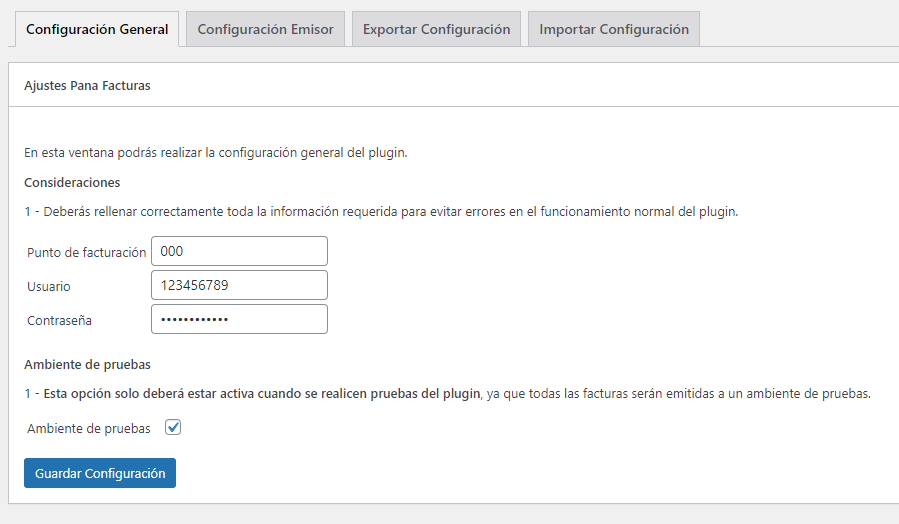 Configuración General
Configuración Emisor
Exportar Configuración
Importar Configuración
Ajustes Pana Facturas
En esta ventana podrás realizar la configuración general del plugin.
Consideraciones
1 - Deberás rellenar correctamente toda la información requerida para evitar errores en el funcionamiento normal del plugin.
Punto de facturación 000
Usuario 123456789
Contraseña ••••••••••••
Ambiente de pruebas
1 - Esta opción solo deberá estar activa cuando se realicen pruebas del plugin, ya que todas las facturas serán emitidas a un ambiente de pruebas.
Ambiente de pruebas
Guardar Configuración